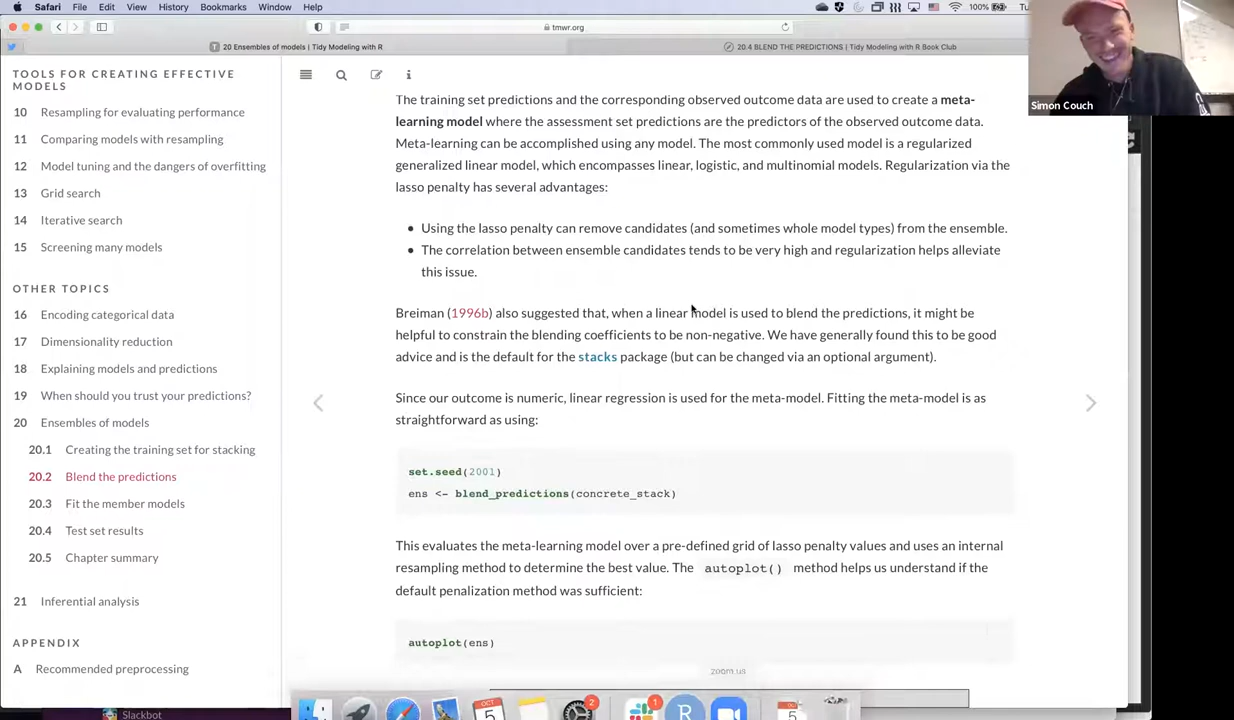 Safari File Edit View History Bookmarks Window Help 100% Tu
tmwr.org
20 Ensembles of models | Tidy Modeling with R
20.4 BLEND THE PREDICTIONS | Tidy Modeling with R Book Club
Simon Couch
TOOLS FOR CREATING EFFECTIVE
MODELS
10 Resampling for evaluating performance
11 Comparing models with resampling
12 Model tuning and the dangers of overfitting
13 Grid search
14 Iterative search
15 Screening many models
OTHER TOPICS
16 Encoding categorical data
17 Dimensionality reduction
18 Explaining models and predictions
19 When should you trust your predictions?
20 Ensembles of models
20.1 Creating the training set for stacking
20.2 Blend the predictions
20.3 Fit the member models
20.4 Test set results
20.5 Chapter summary
21 Inferential analysis
APPENDIX
A Recommended preprocessing
The training set predictions and the corresponding observed outcome data are used to create a meta-
learning model where the assessment set predictions are the predictors of the observed outcome data.
Meta-learning can be accomplished using any model. The most commonly used model is a regularized
generalized linear model, which encompasses linear, logistic, and multinomial models. Regularization via the
lasso penalty has several advantages:
• Using the lasso penalty can remove candidates (and sometimes whole model types) from the ensemble.
• The correlation between ensemble candidates tends to be very high and regularization helps alleviate
this issue.
Breiman (1996b) also suggested that, when a linear model is used to blend the predictions, it might be
helpful to constrain the blending coefficients to be non-negative. We have generally found this to be good
advice and is the default for the stacks package (but can be changed via an optional argument).
Since our outcome is numeric, linear regression is used for the meta-model. Fitting the meta-model is as
straightforward as using:
set.seed(2001)
ens <- blend_predictions(concrete_stack)
This evaluates the meta-learning model over a pre-defined grid of lasso penalty values and uses an internal
resampling method to determine the best value. The autoplot() method helps us understand if the
default penalization method was sufficient:
autoplot(ens)
zoom.us
OCT
5
2
1
R
5
Slackbot